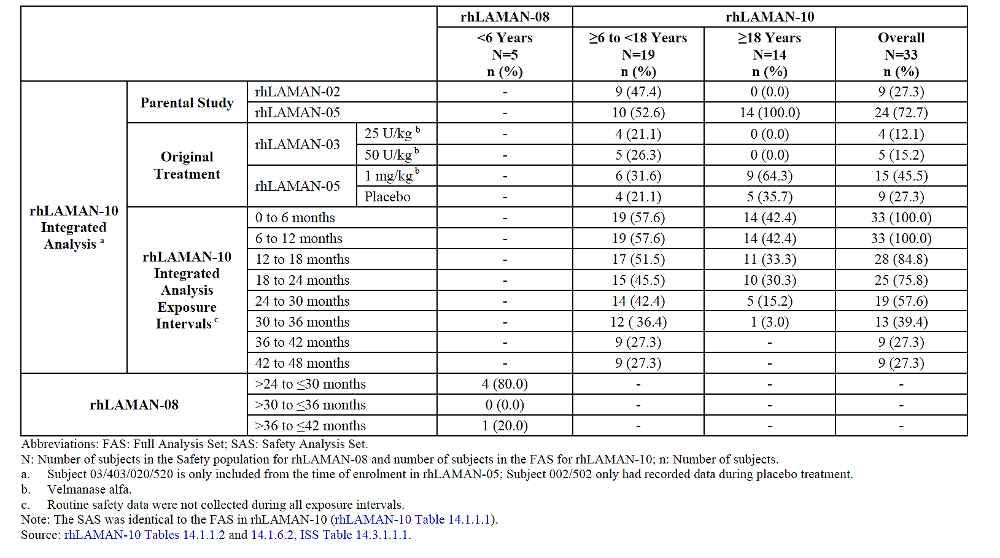 rhLAMAN-08 rhLAMAN-10
<6 Years ≥6 to <18 Years ≥18 Years Overall
N=5 N=19 N=14 N=33
n (%) n (%) n (%) n (%)
rhLAMAN-10 Integrated Analysis a
Parental Study
rhLAMAN-02 - 9 (47.4) 0 (0.0) 9 (27.3)
rhLAMAN-05 - 10 (52.6) 14 (100.0) 24 (72.7)
Original Treatment
rhLAMAN-03
25 U/kg b - 4 (21.1) 0 (0.0) 4 (12.1)
50 U/kg b - 5 (26.3) 0 (0.0) 5 (15.2)
rhLAMAN-05
1 mg/kg b - 6 (31.6) 9 (64.3) 15 (45.5)
Placebo - 4 (21.1) 5 (35.7) 9 (27.3)
rhLAMAN-10 Integrated Analysis Exposure Intervals c
0 to 6 months - 19 (57.6) 14 (42.4) 33 (100.0)
6 to 12 months - 19 (57.6) 14 (42.4) 33 (100.0)
12 to 18 months - 17 (51.5) 11 (33.3) 28 (84.8)
18 to 24 months - 15 (45.5) 10 (30.3) 25 (75.8)
24 to 30 months - 14 (42.4) 5 (15.2) 19 (57.6)
30 to 36 months - 12 ( 36.4) 1 (3.0) 13 (39.4)
36 to 42 months - 9 (27.3) - 9 (27.3)
42 to 48 months - 9 (27.3) - 9 (27.3)
rhLAMAN-08
>24 to ≤30 months 4 (80.0) - - -
>30 to ≤36 months 0 (0.0) - - -
>36 to ≤42 months 1 (20.0) - - -
Abbreviations: FAS: Full Analysis Set; SAS: Safety Analysis Set.
N: Number of subjects in the Safety population for rhLAMAN-08 and number of subjects in the FAS for rhLAMAN-10; n: Number of subjects.
a. Subject 03/403/020/520 is only included from the time of enrolment in rhLAMAN-05; Subject 002/502 only had recorded data during placebo treatment.
b. Velmanase alfa.
c. Routine safety data were not collected during all exposure intervals.
Note: The SAS was identical to the FAS in rhLAMAN-10 (rhLAMAN-10 Table 14.1.1.1).
Source: rhLAMAN-10 Tables 14.1.1.2 and 14.1.6.2, ISS Table 14.3.1.1.1.